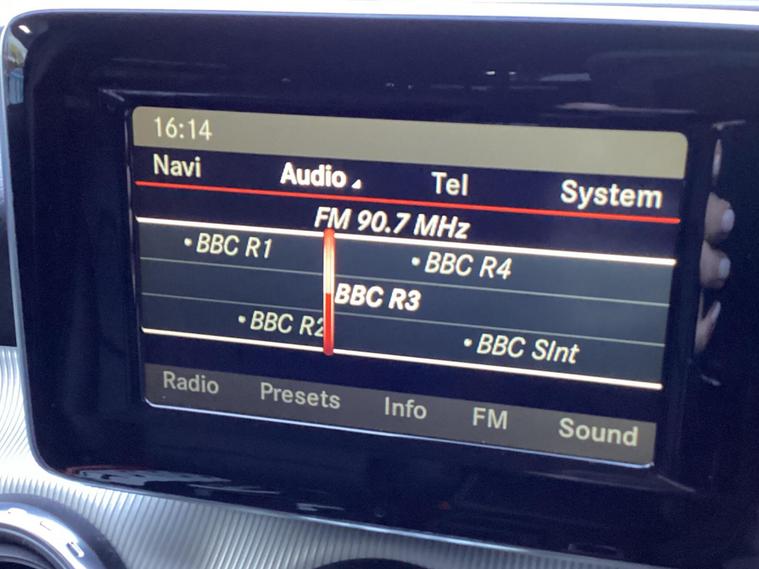 16:14
Navi Audio Tel System
FM 90.7 MHz
• BBC R1
• BBC R4
BBC R3
• BBC R2
• BBC SInt
Radio Presets Info FM Sound